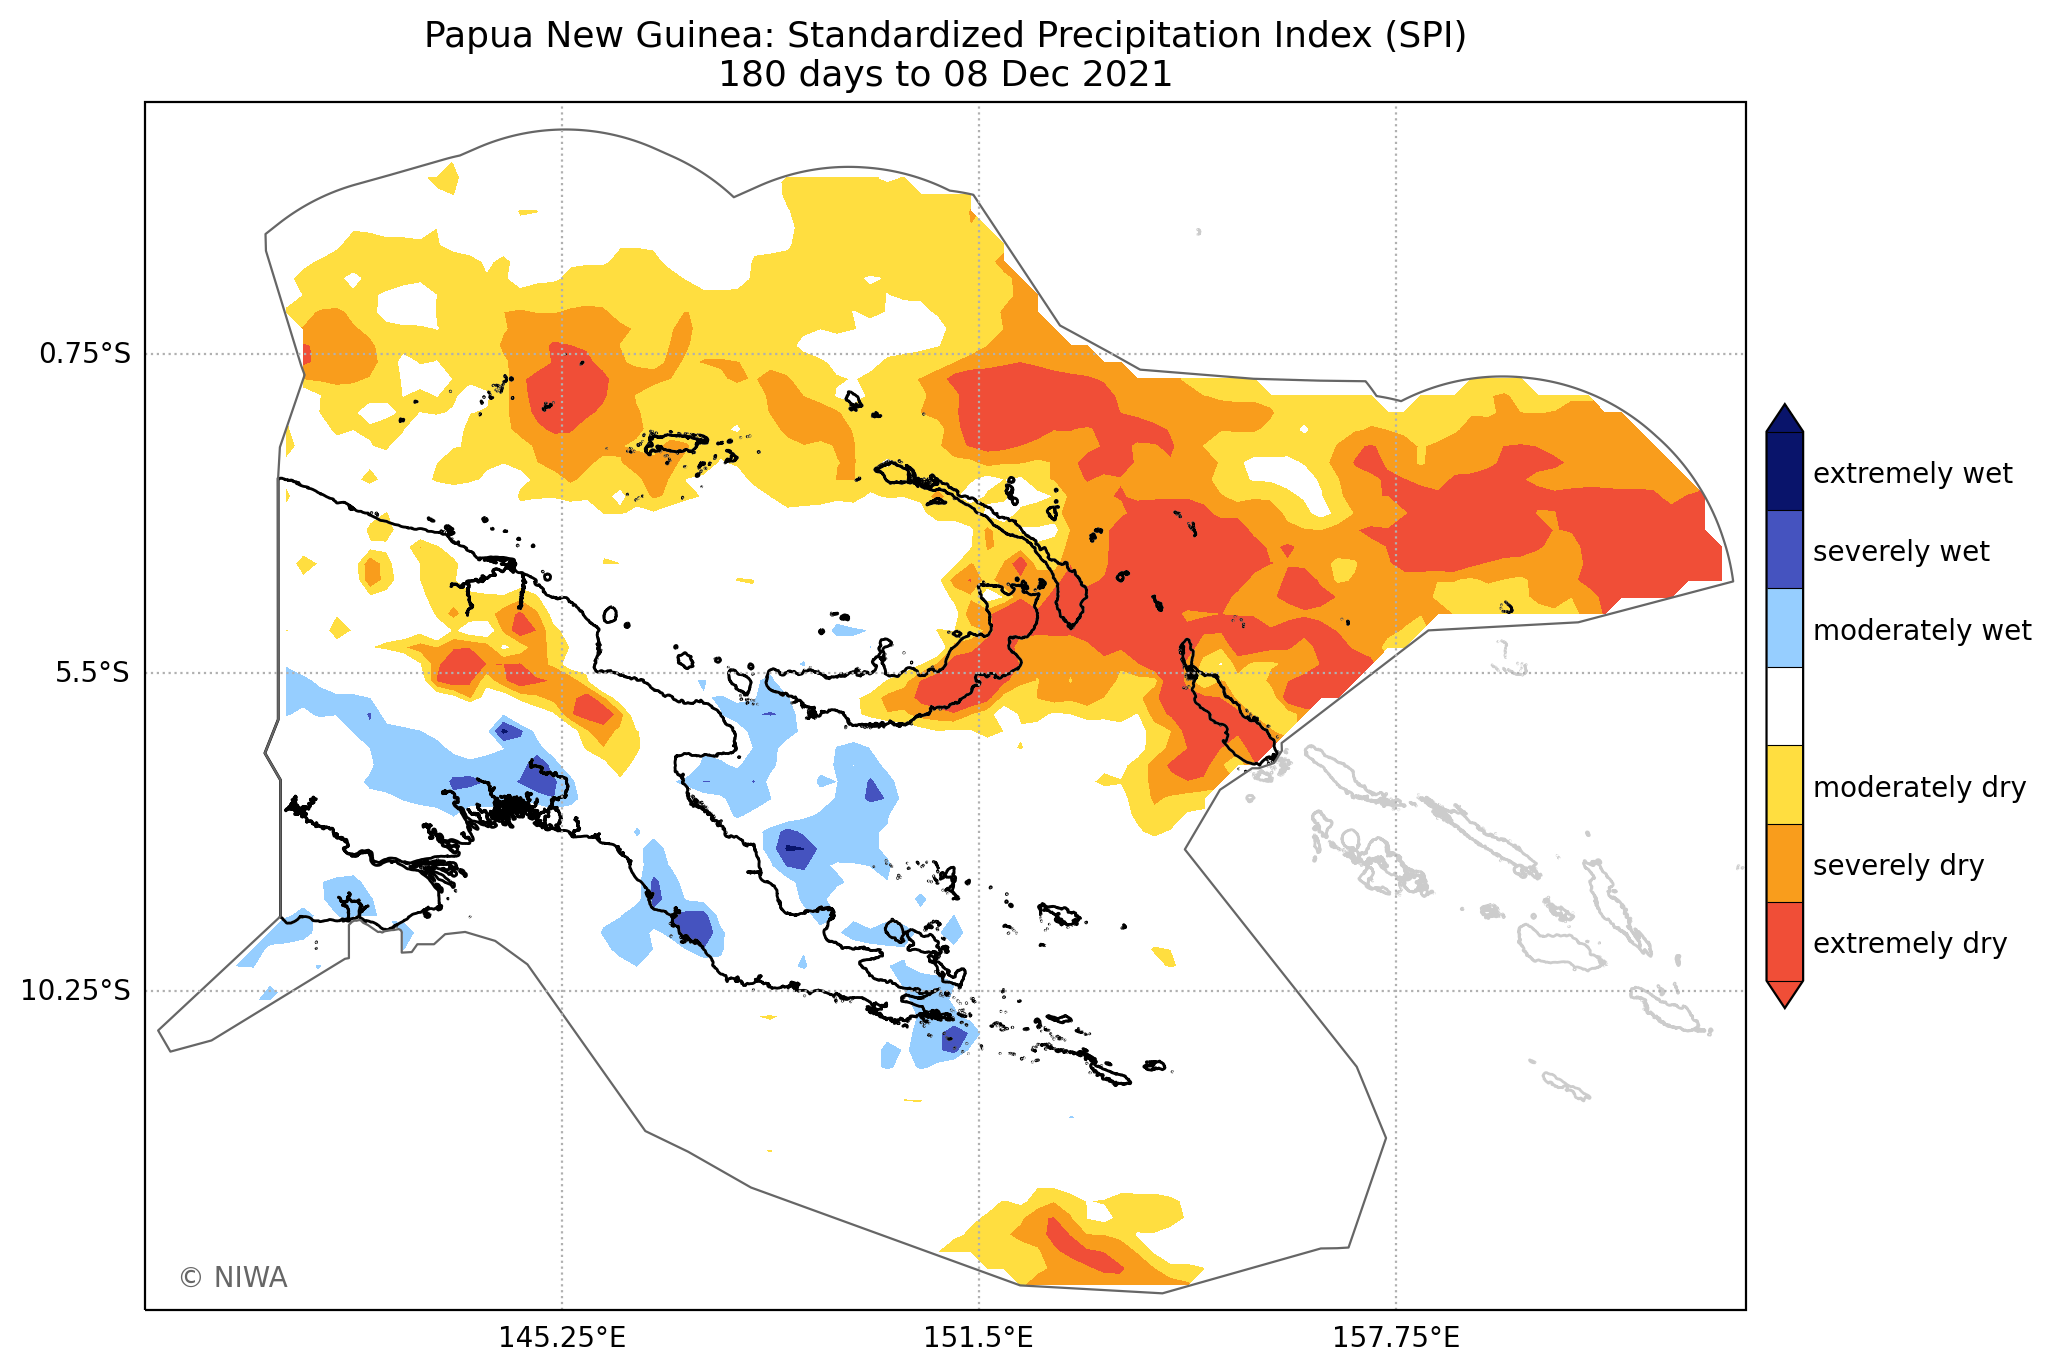 Papua New Guinea: Standardized Precipitation Index (SPI)
180 days to 08 Dec 2021
0.75°S
5.5°S
10.25°S
145.25°E
151.5°E
157.75°E
extremely wet
severely wet
moderately wet
moderately dry
severely dry
extremely dry
© NIWA